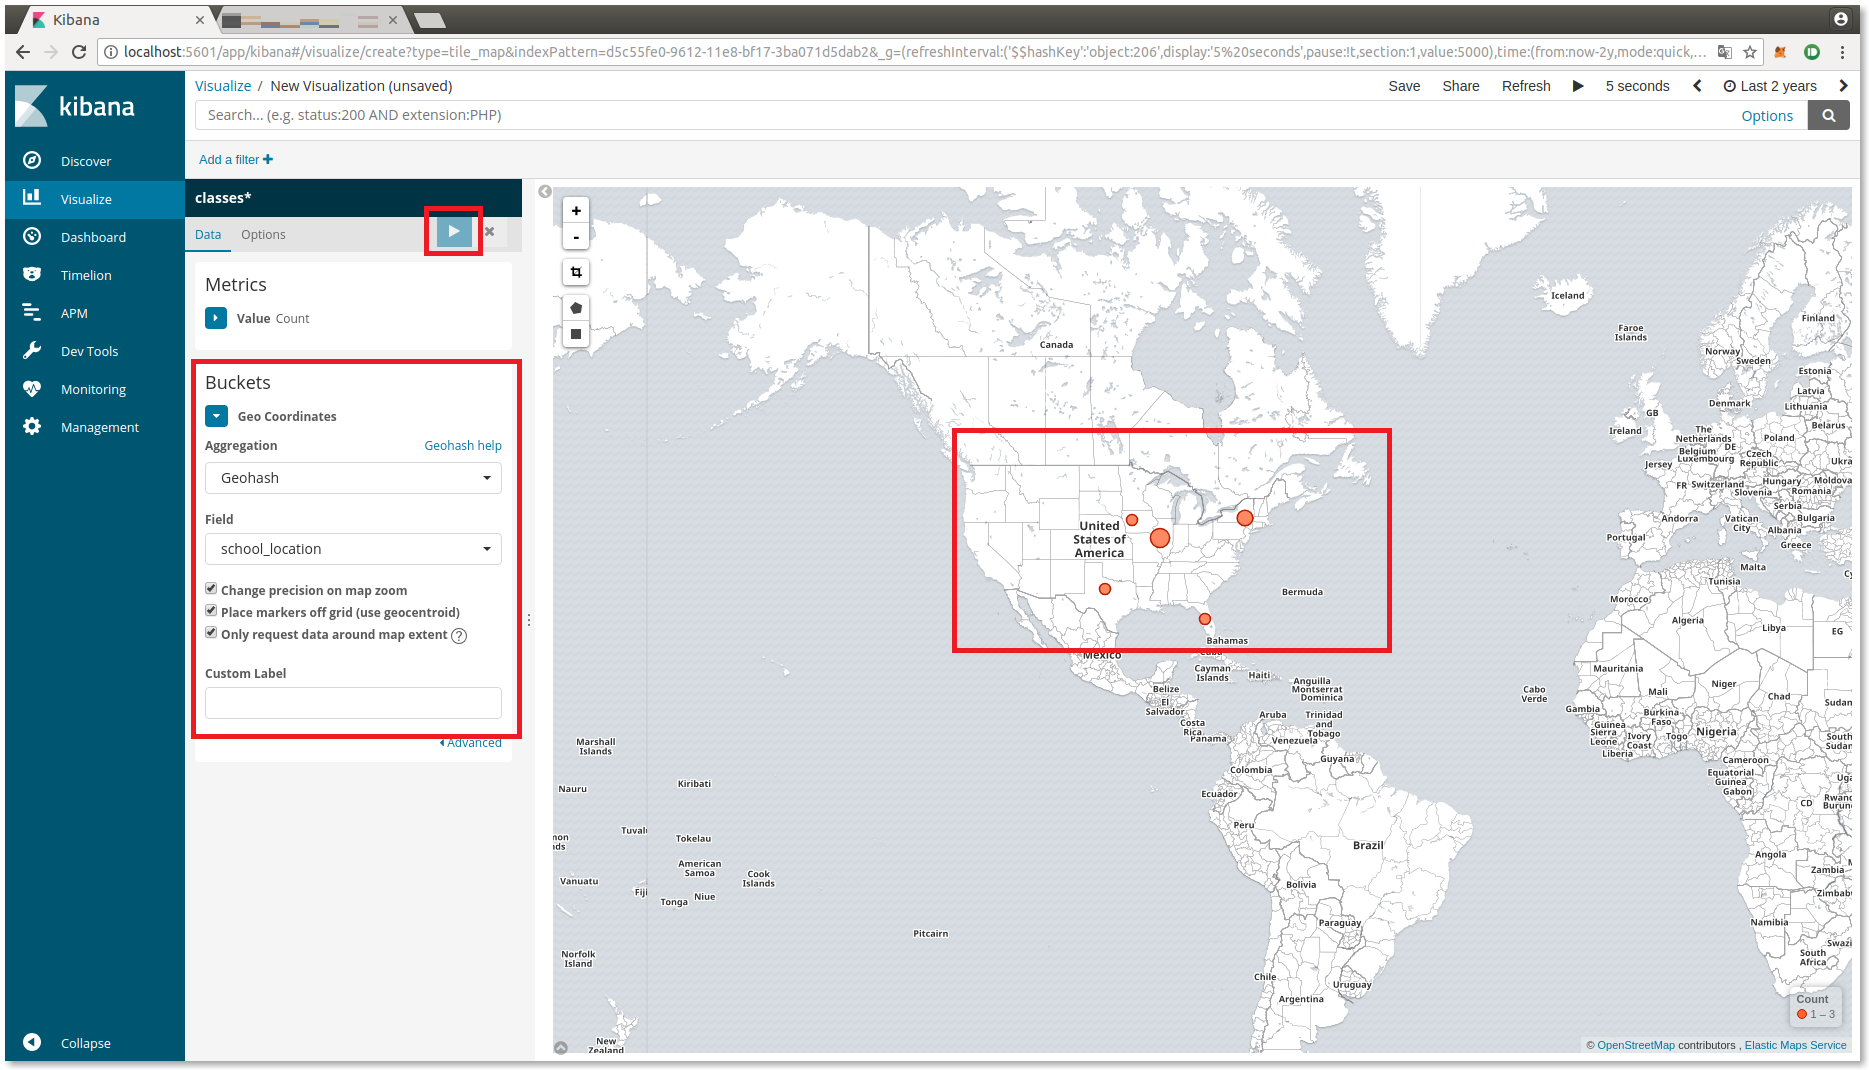 Kibana
localhost:5601/app/kibana#/visualize/create?type=tile_map&indexPattern=d5c55fe0-9612-11e8-bf17-3ba071d5dab2&_g=(refreshInterval:('$$hashKey':'object:206',display:'5%20seconds',pause:!t,section:1,value:5000),time:(from:now-2y,mode:quick,...
kibana
Discover
Visualize
Dashboard
Timelion
APM
Dev Tools
Monitoring
Management
Collapse
Visualize / New Visualization (unsaved)
Save Share Refresh 5 seconds Last 2 years
Search... (e.g. status:200 AND extension:PHP)
Options
Add a filter +
classes*
Data Options
Metrics
Value Count
Buckets
Geo Coordinates
Aggregation Geohash help
Geohash
Field
school_location
Change precision on map zoom
Place markers off grid (use geocentroid)
Only request data around map extent ?
Custom Label
Advanced
+
-
Iceland
Finland
Faroe
Islands
Canada
Norway
Sweden
Estonia
Latvia
Denmark
Lithuania
GB
Belarus
Ireland
The
Netherlands
DE
Poland
Belgium
Luxembourg
Czech
Republic
Jersey
Ukra
FR
Switzerland
Hungary
Moldova
Slovenia
Romania
Serbia
Andorra
Vatican
City
Bulgaria
Albania
Portugal
Greece
United
States of
America
Malta
Cy
Tunisia
Bermuda
Morocco
Algeria
Libya
EG
Bahamas
Mexico
Cuba
Cayman
Islands
Haiti
Mauritania
Anguilla
Montserrat
Dominica
Belize
El
Salvador
Cabo
Verde
Mali
Niger
Chad
Sudan
Gambia
Burkina
Faso
Aruba
Trinidad
and
Tobago
Costa
Rica
Panama
Guinea
Sierra
Leone
Ivory
Coast
Togo
Nigeria
Liberia
South
Sudan
Venezuela
Marshall
Islands
Guyana
Cameroon
Colombia
Equatorial
Guinea
Gabon
Uga
Kiribati
Nauru
Ecuador
CD
Rwand
Burun
Peru
Tuvalu
Tokelau
mon
nds
Brazil
Angola
American
Samoa
Cook
Islands
Zambia
Vanuatu
Fiji
Niue
Tonga
Bolivia
Zimbab
Paraguay
Namibia
Pitcairn
Swazi
Norfolk
Island
South
Africa
Chile
Uruguay
Argentina
New
Zealand
Count
1 – 3
© OpenStreetMap contributors , Elastic Maps Service